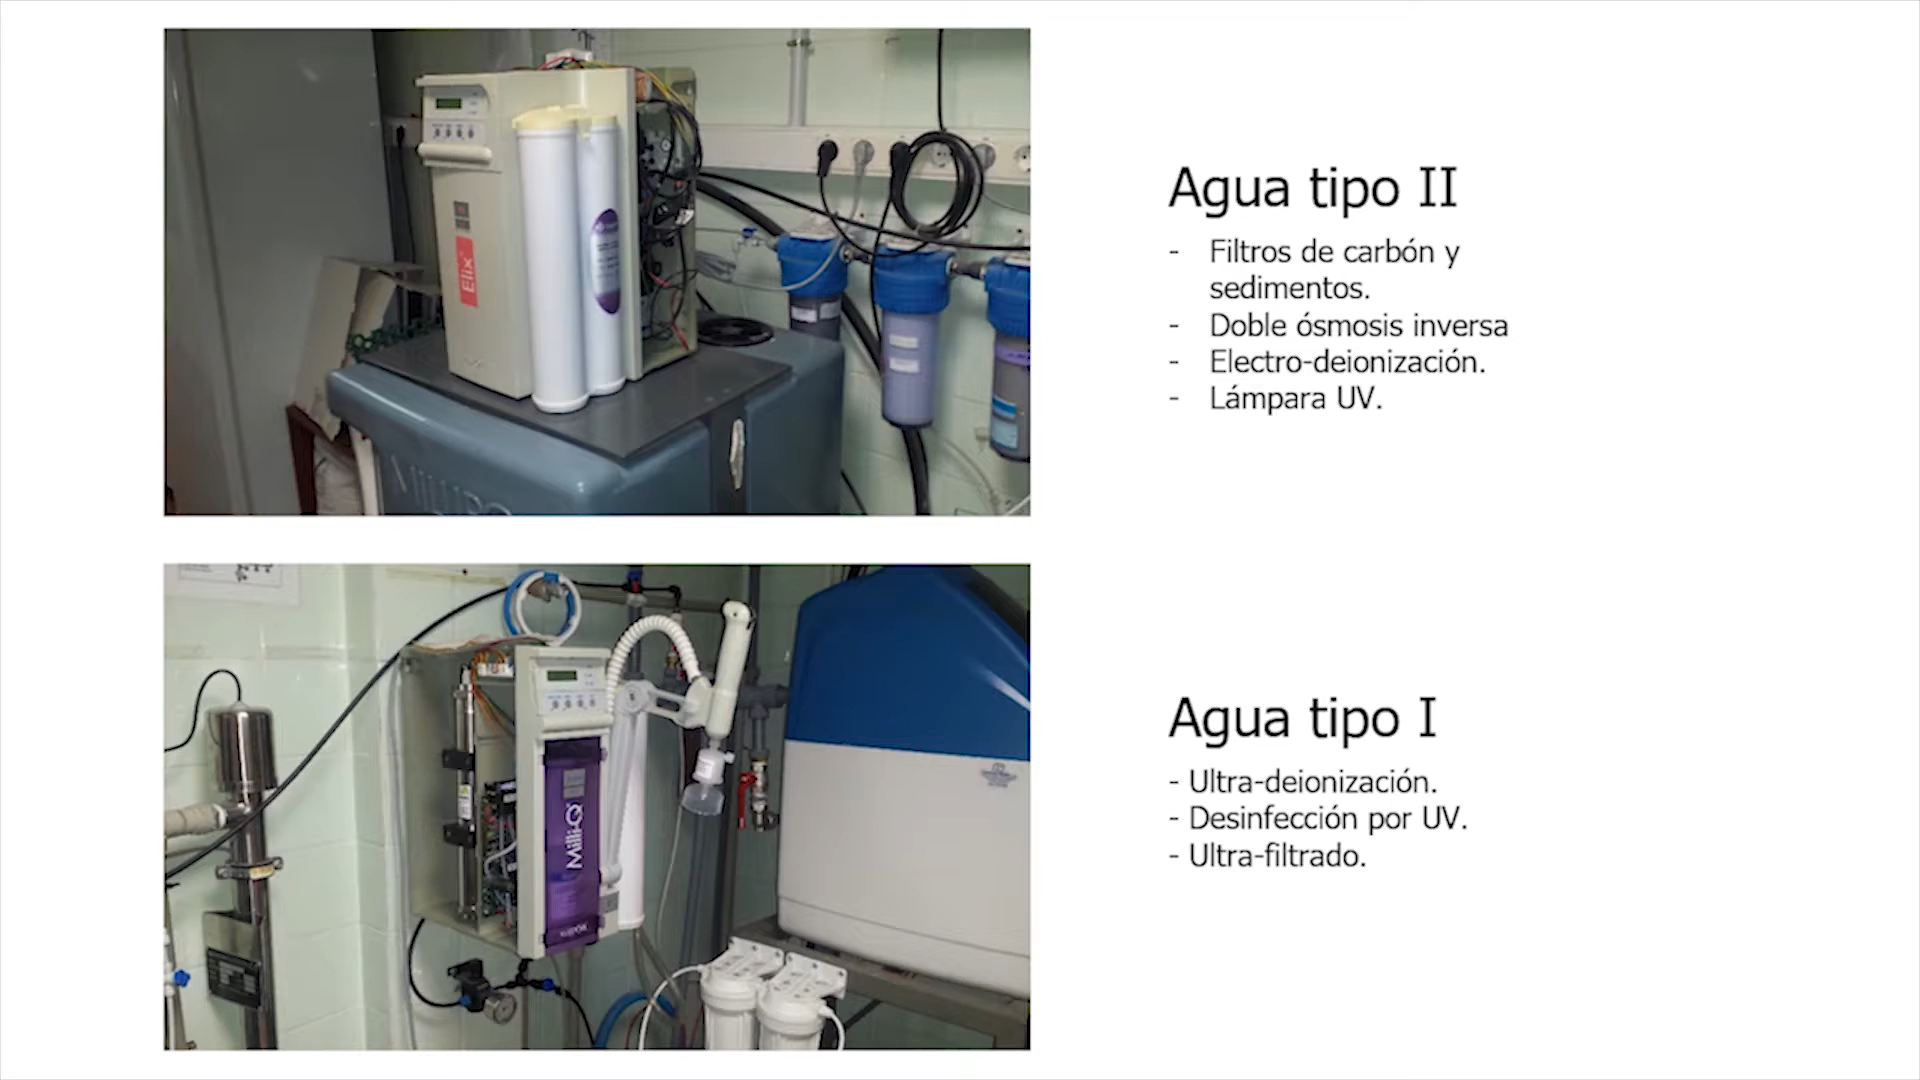 Elix
MILLIPO
Agua tipo II
- Filtros de carbón y
sedimentos.
- Doble ósmosis inversa
- Electro-deionización.
- Lámpara UV.
Milli-Q
Agua tipo I
- Ultra-deionización.
- Desinfección por UV.
- Ultra-filtrado.